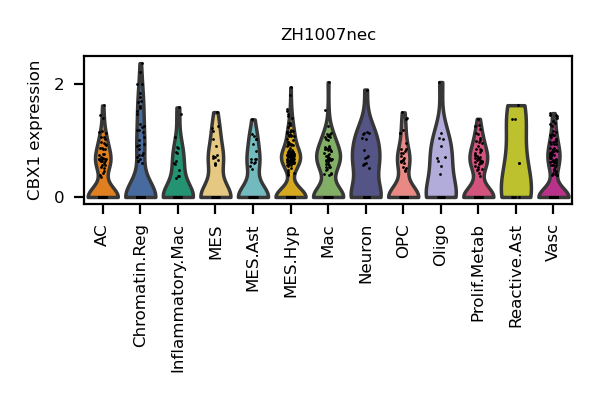 ZH1007nec
CBX1 expression
2
0
AC
Chromatin.Reg
Inflammatory.Mac
MES
MES.Ast
MES.Hyp
Mac
Neuron
OPC
Oligo
Prolif.Metab
Reactive.Ast
Vasc